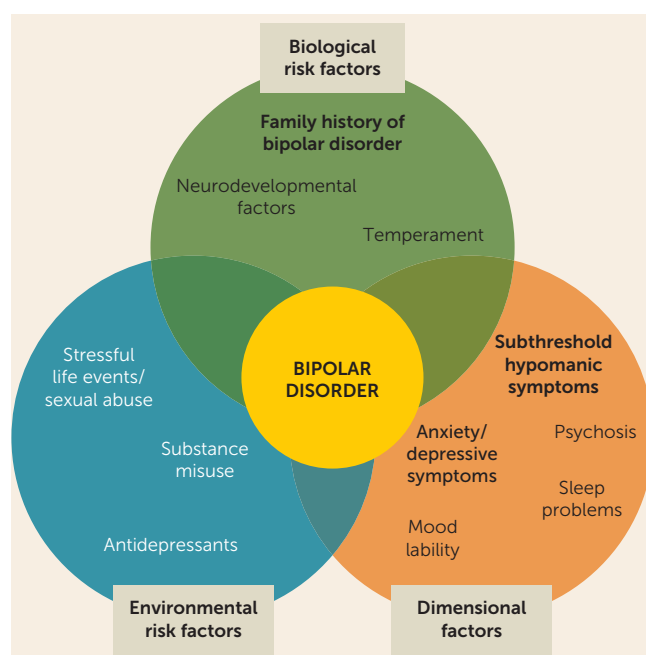 Biological
risk factors
Family history of
bipolar disorder
Neurodevelopmental
factors
Temperament
Stressful
life events/
sexual abuse
Substance
misuse
Antidepressants
BIPOLAR
DISORDER
Subthreshold
hypomanic
symptoms
Anxiety/
depressive
symptoms
Psychosis
Sleep
problems
Mood
lability
Environmental
risk factors
Dimensional
factors